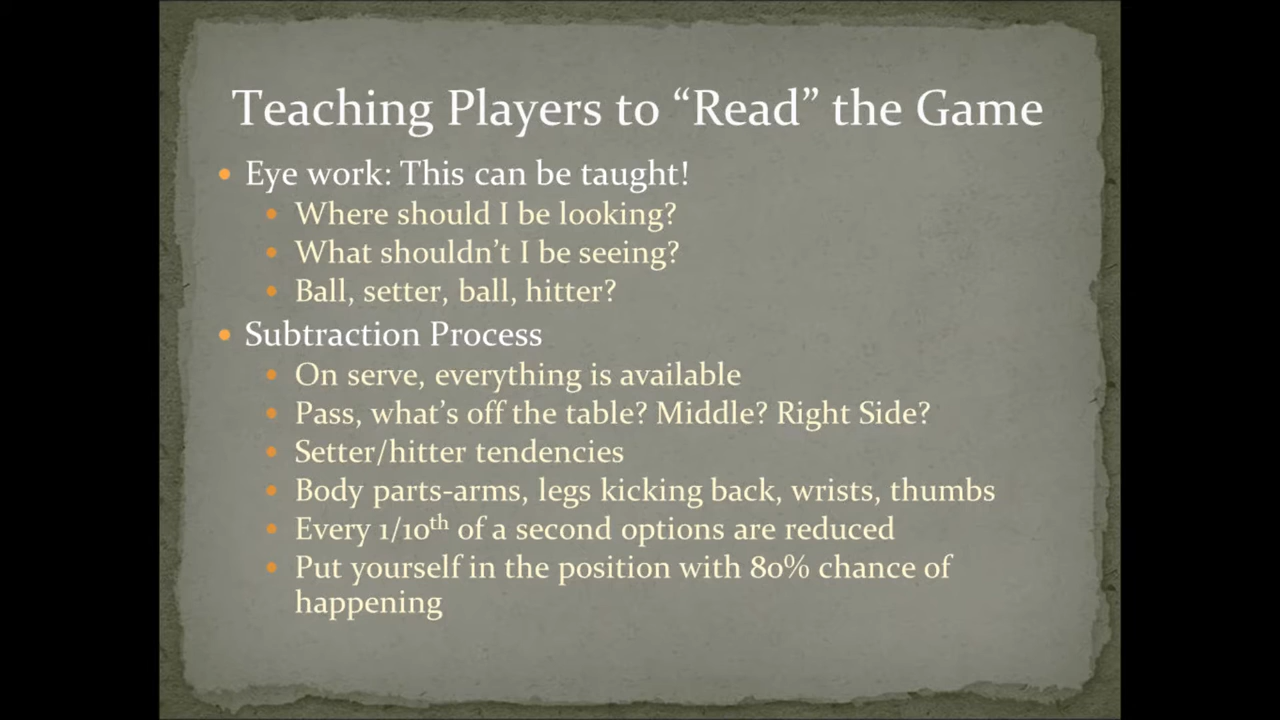 Teaching Players to “Read” the Game
• Eye work: This can be taught!
• Where should I be looking?
• What shouldn’t I be seeing?
• Ball, setter, ball, hitter?
• Subtraction Process
• On serve, everything is available
• Pass, what’s off the table? Middle? Right Side?
• Setter/hitter tendencies
• Body parts-arms, legs kicking back, wrists, thumbs
• Every 1/10th of a second options are reduced
• Put yourself in the position with 80% chance of
happening